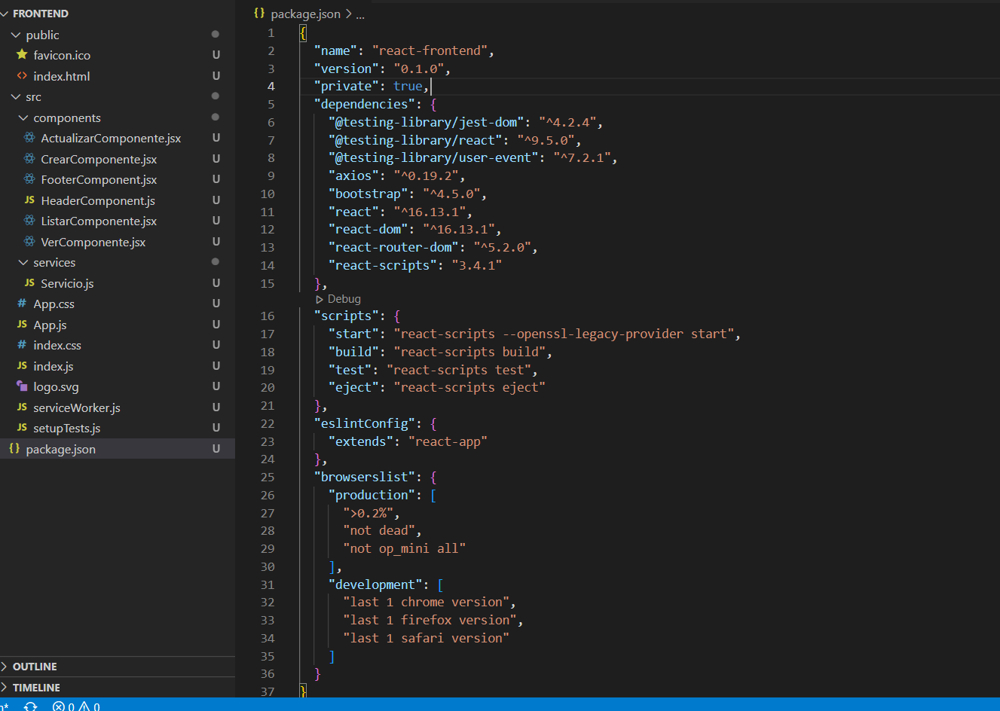 FRONTEND
public
favicon.ico U
<> index.html U
src
components
ActualizarComponente.jsx U
CrearComponente.jsx U
FooterComponent.jsx U
JS HeaderComponent.js U
ListarComponente.jsx U
VerComponente.jsx U
services
JS Servicio.js U
# App.css U
JS App.js U
# index.css U
JS index.js U
logo.svg U
JS serviceWorker.js U
JS setupTests.js U
{} package.json U
OUTLINE
TIMELINE
{} package.json > ...
1 {
2 "name": "react-frontend",
3 "version": "0.1.0",
4 "private": true,
5 "dependencies": {
6 "@testing-library/jest-dom": "^4.2.4",
7 "@testing-library/react": "^9.5.0",
8 "@testing-library/user-event": "^7.2.1",
9 "axios": "^0.19.2",
10 "bootstrap": "^4.5.0",
11 "react": "^16.13.1",
12 "react-dom": "^16.13.1",
13 "react-router-dom": "^5.2.0",
14 "react-scripts": "3.4.1"
15 },
Debug
16 "scripts": {
17 "start": "react-scripts --openssl-legacy-provider start",
18 "build": "react-scripts build",
19 "test": "react-scripts test",
20 "eject": "react-scripts eject"
21 },
22 "eslintConfig": {
23 "extends": "react-app"
24 },
25 "browserslist": {
26 "production": [
27 ">0.2%",
28 "not dead",
29 "not op_mini all"
30 ],
31 "development": [
32 "last 1 chrome version",
33 "last 1 firefox version",
34 "last 1 safari version"
35 ]
36 }
37 }
0 0